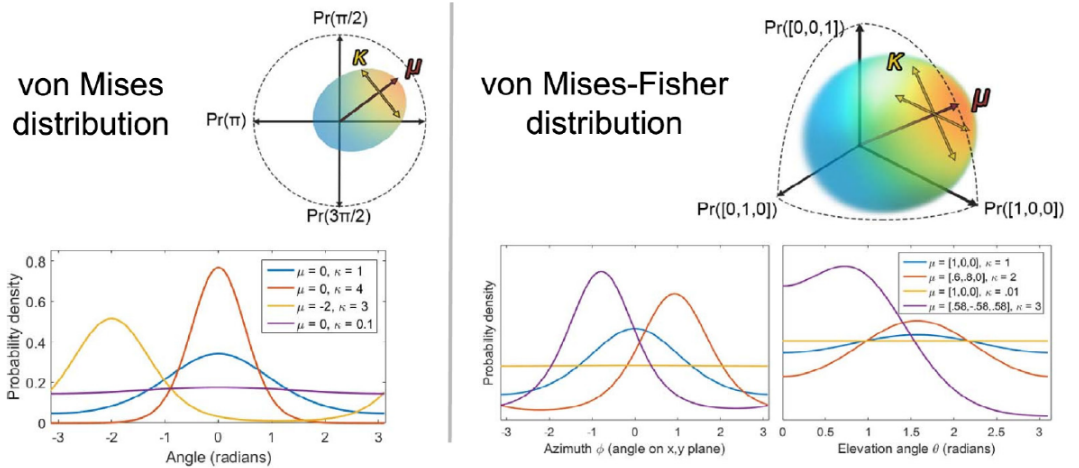 von Mises
distribution
Pr(π/2)
κ
μ
Pr(π)
Pr(3π/2)
von Mises-Fisher
distribution
Pr([0,0,1])
κ
μ
Pr([0,1,0])
Pr([1,0,0])
Probability density
0.8
0.6
0.4
0.2
0
μ = 0, κ = 1
μ = 0, κ = 4
μ = -2, κ = 3
μ = 0, κ = 0.1
-3 -2 -1 0 1 2 3
Angle (radians)
Probability density
-3 -2 -1 0 1 2 3
Azimuth ϕ (angle on x,y plane)
μ = [1,0,0], κ = 1
μ = [.6,.8,0], κ = 2
μ = [1,0,0], κ = .01
μ = [.58,-.58,.58], κ = 3
0 0.5 1 1.5 2 2.5 3
Elevation angle θ (radians)